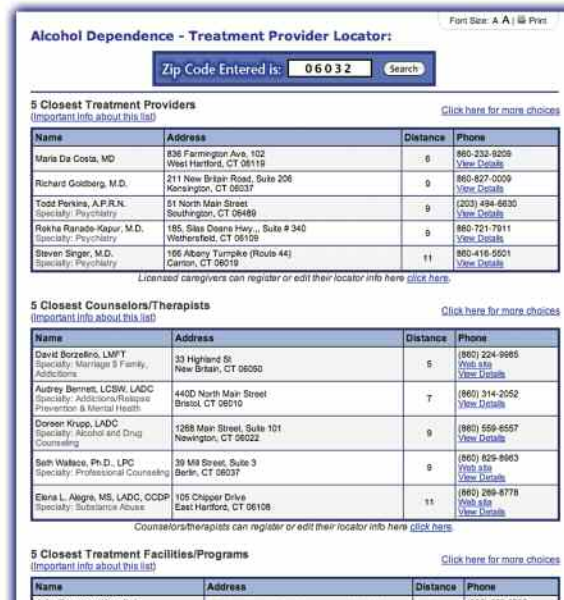 Font Size: A A | Print
Alcohol Dependence - Treatment Provider Locator:
Zip Code Entered is: 06032 Search
5 Closest Treatment Providers
(Important info about this list)
Click here for more choices
Name Address Distance Phone
Maria Da Costa, MD
836 Farmington Ave, 102
West Hartford, CT 06119
6
860-232-9209
View Details
Richard Goldberg, M.D.
211 New Britain Road, Suite 206
Kensington, CT 06037
9
860-827-0009
View Details
Todd Perkins, A.P.R.N.
Specialty: Psychiatry
51 North Main Street
Southington, CT 06489
9
(203) 494-6630
View Details
Rekha Ranade-Kapur, M.D.
Specialty: Psychiatry
185, Silas Deane Hwy.,, Suite # 340
Wethersfield, CT 06109
9
860-721-7911
View Details
Steven Singer, M.D.
Specialty: Psychiatry
166 Albany Turnpike (Route 44)
Canton, CT 06019
11
860-416-5501
View Details
Licensed caregivers can register or edit their locator info here click here.
5 Closest Counselors/Therapists
(Important info about this list)
Click here for more choices
Name Address Distance Phone
David Borzellino, LMFT
Specialty: Marriage & Family,
Addictions
33 Highland St
New Britain, CT 06050
5
(860) 224-9985
Web site
View Details
Audrey Bennett, LCSW, LADC
Specialty: Addictions/Relapse
Prevention & Mental Health
440D North Main Street
Bristol, CT 06010
7
(860) 314-2052
View Details
Doreen Krupp, LADC
Specialty: Alcohol and Drug
Counseling
1268 Main Street, Suite 101
Newington, CT 06022
9
(860) 559-6557
View Details
Seth Wallace, Ph.D., LPC
Specialty: Professional Counseling
39 Mill Street, Suite 3
Berlin, CT 06037
9
(860) 829-8963
Web site
View Details
Elena L. Alegre, MS, LADC, CCDP
Specialty: Substance Abuse
105 Chipper Drive
East Hartford, CT 06108
11
(860) 289-8778
Web site
View Details
Counselors/therapists can register or edit their locator info here click here.
5 Closest Treatment Facilities/Programs
(Important info about this list)
Click here for more choices
Name Address Distance Phone